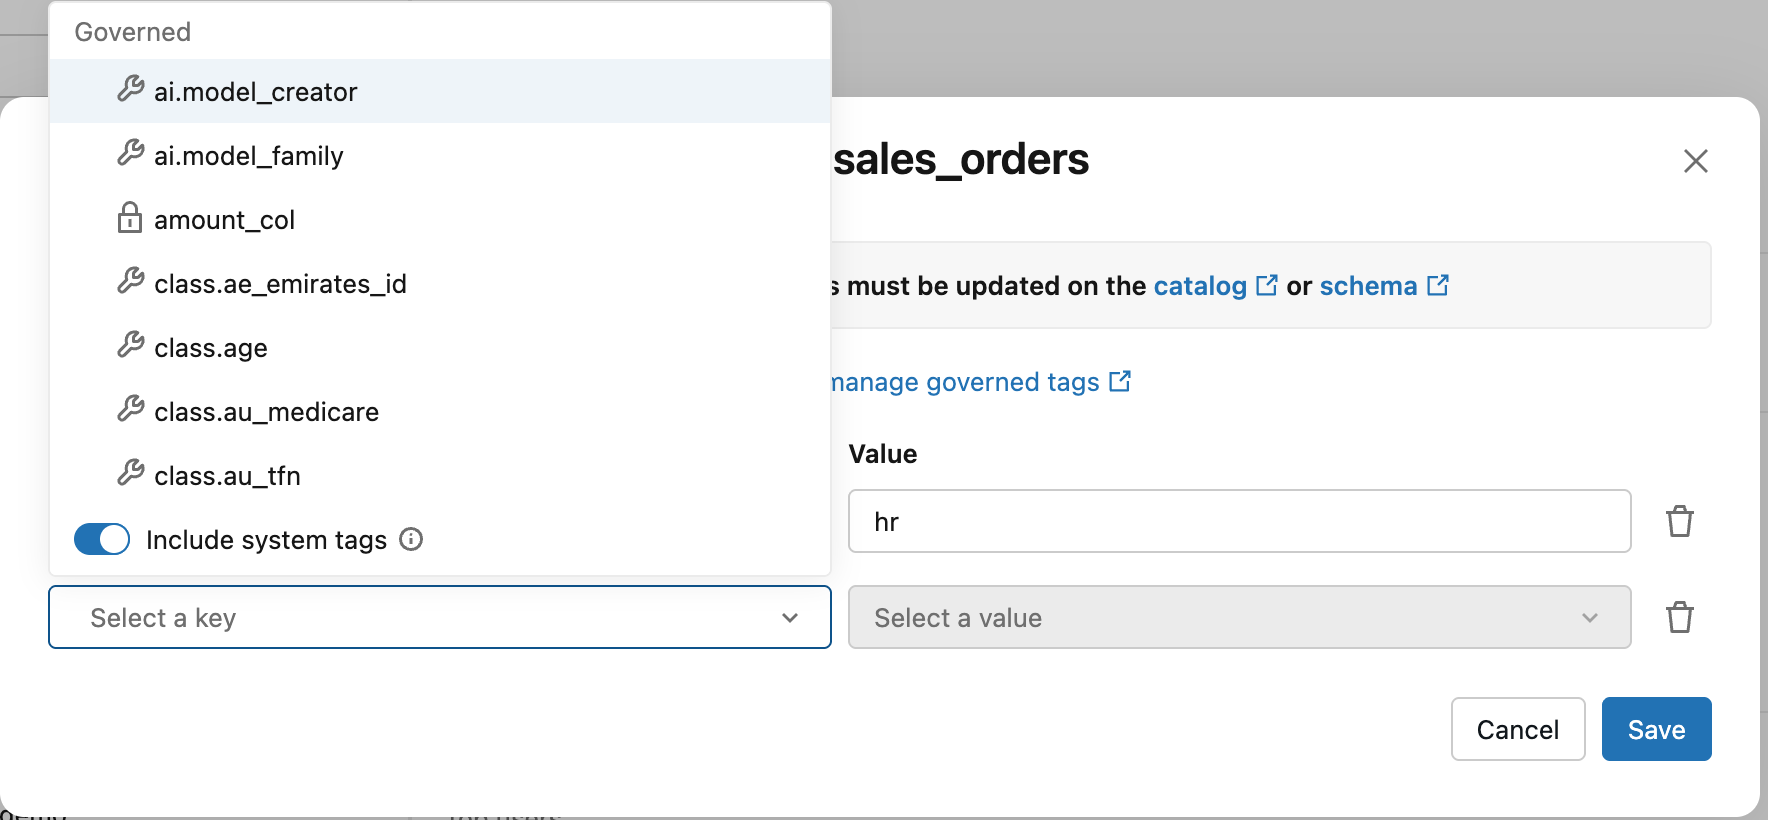 Governed
ai.model_creator
ai.model_family
amount_col
class.ae_emirates_id
class.age
class.au_medicare
class.au_tfn
Include system tags
sales_orders
s must be updated on the catalog or schema
manage governed tags
Value
hr
Select a key
Select a value
Cancel
Save